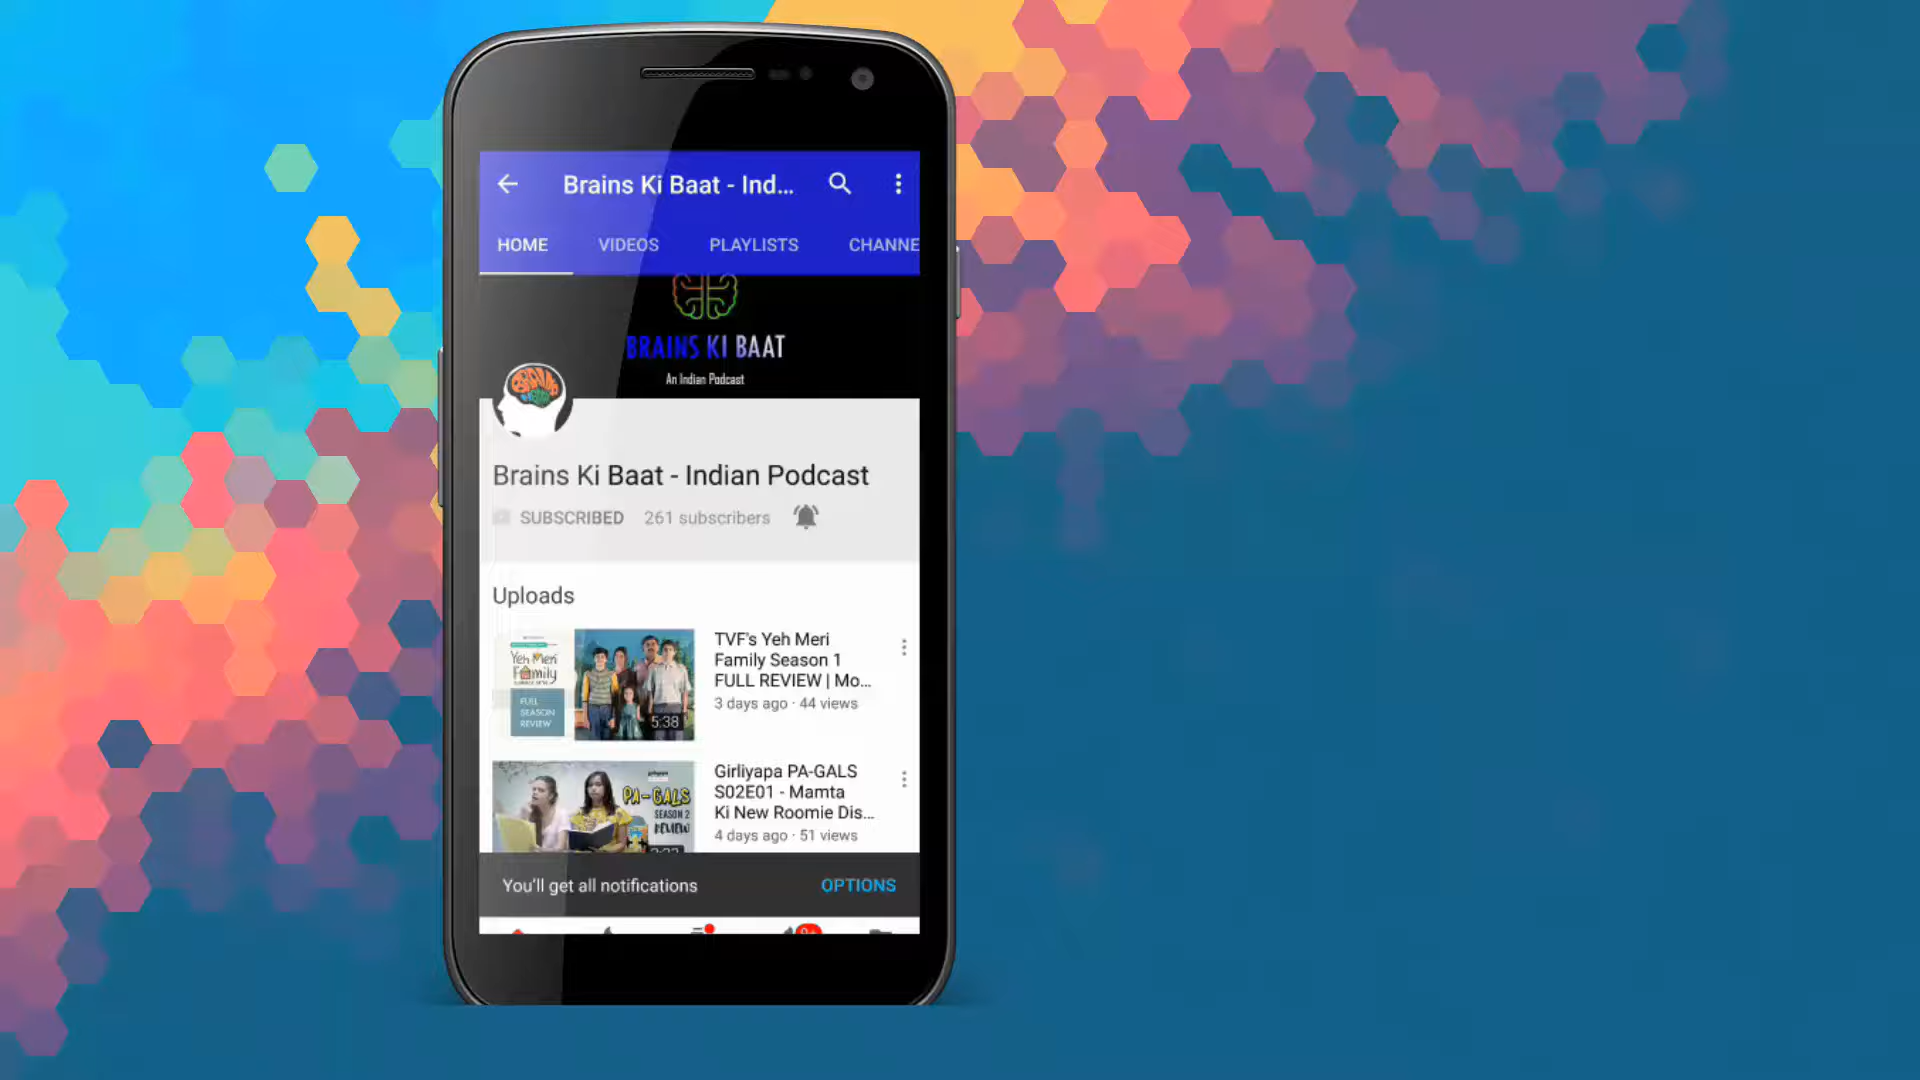 Brains Ki Baat - Ind...
HOME VIDEOS PLAYLISTS CHANNE
BRAINS KI BAAT
An Indian Podcast
Brains Ki Baat - Indian Podcast
SUBSCRIBED 261 subscribers
Uploads
Yeh Meri
Family
FULL
SEASON
REVIEW
5:38
TVF's Yeh Meri
Family Season 1
FULL REVIEW | Mo...
3 days ago · 44 views
PA-GALS
SEASON 2
REVIEW
Girliyapa PA-GALS
S02E01 - Mamta
Ki New Roomie Dis...
4 days ago · 51 views
You'll get all notifications OPTIONS